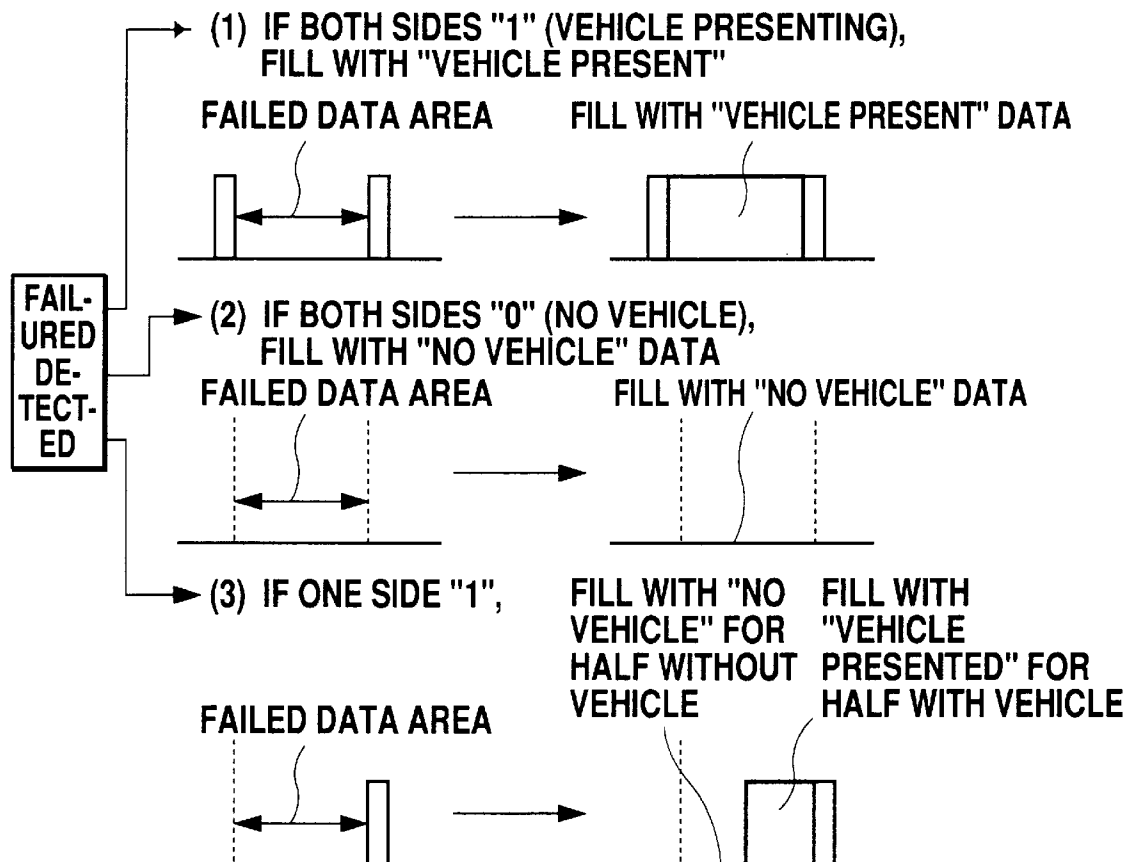 (1) IF BOTH SIDES "1" (VEHICLE PRESENTING),
FILL WITH "VEHICLE PRESENT"
FAILED DATA AREA
FILL WITH "VEHICLE PRESENT" DATA
FAIL-
URED
DE-
TECT-
ED
(2) IF BOTH SIDES "0" (NO VEHICLE),
FILL WITH "NO VEHICLE" DATA
FAILED DATA AREA
FILL WITH "NO VEHICLE" DATA
(3) IF ONE SIDE "1",
FILL WITH "NO
VEHICLE" FOR
HALF WITHOUT
VEHICLE
FILL WITH
"VEHICLE
PRESENTED" FOR
HALF WITH VEHICLE
FAILED DATA AREA